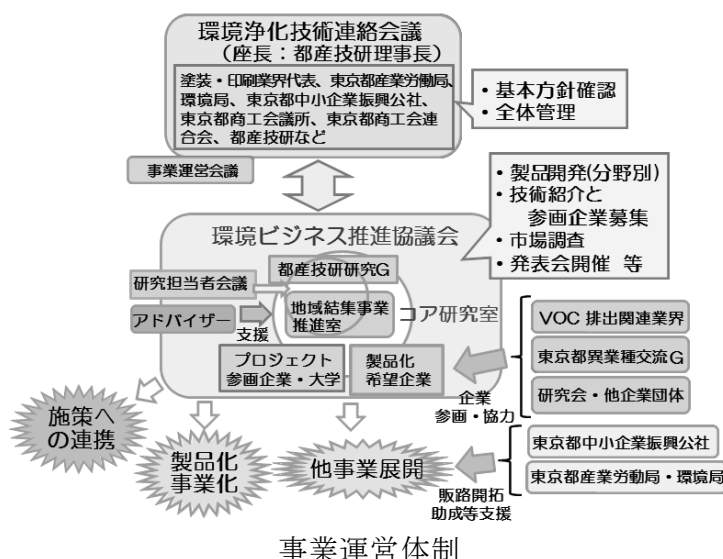 環境浄化技術連絡会議
（座長：都産技研理事長）
塗装・印刷業界代表、東京都産業労働局、
環境局、東京都中小企業振興公社、
東京都商工会議所、東京都商工会連
合会、都産技研など
・基本方針確認
・全体管理
事業運営会議
・製品開発(分野別)
・技術紹介と
参画企業募集
・市場調査
・発表会開催 等
環境ビジネス推進協議会
都産技研研究G
研究担当者会議
地域結集事業
推進室
コア研究室
アドバイザー
支援
プロジェクト
参画企業・大学
製品化
希望企業
VOC 排出関連業界
東京都異業種交流G
研究会・他企業団体
企業
参画・協力
施策へ
の連携
製品化
事業化
他事業展開
東京都中小企業振興公社
東京都産業労働局・環境局
販路開拓
助成等支援
事業運営体制